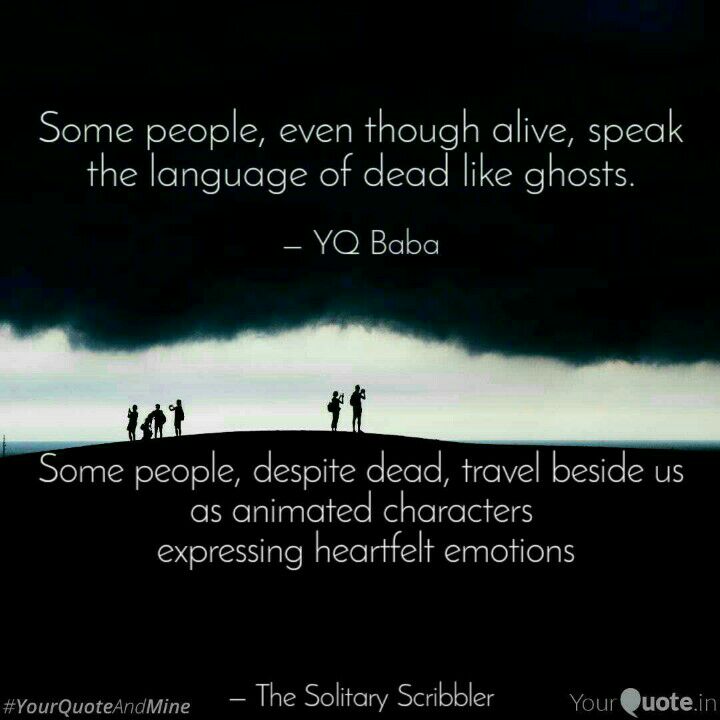 Some people, even though alive, speak
the language of dead like ghosts.
– YQ Baba
Some people, despite dead, travel beside us
as animated characters
expressing heartfelt emotions
– The Solitary Scribbler
#YourQuoteAndMine
YourQuote.in